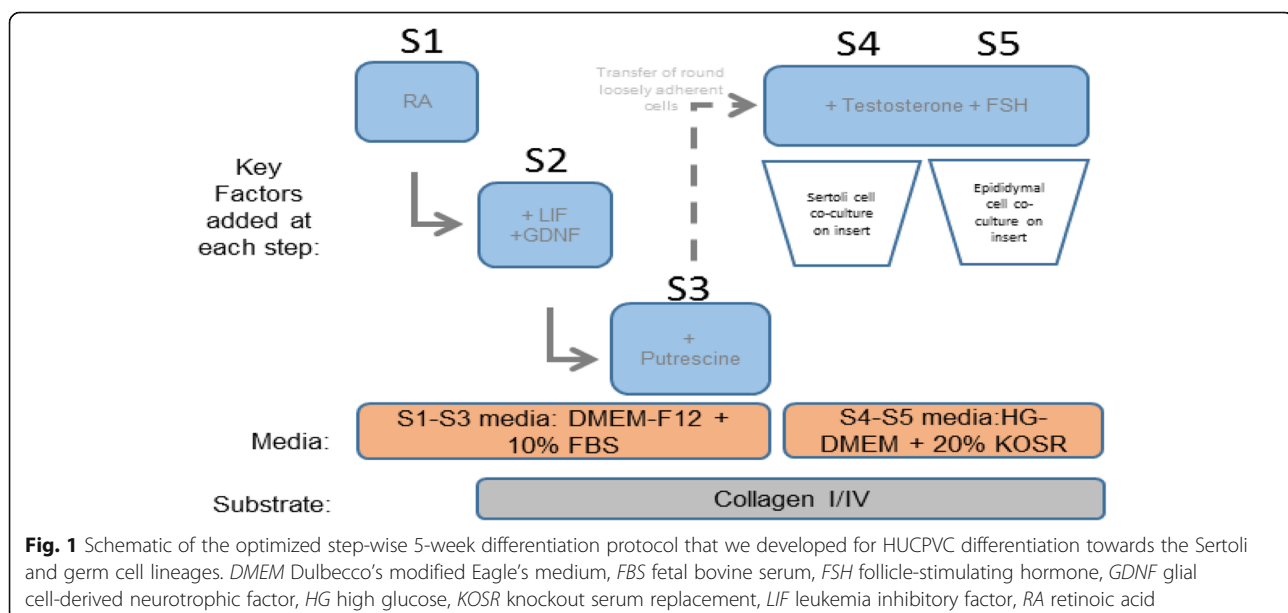 S1
S4 S5
RA
Transfer of round
loosely adherent
cells
+ Testosterone + FSH
Key
Factors
added at
each step:
S2
+ LIF
+GDNF
Sertoli cell
co-culture
on insert
Epididymal
cell co-
culture on
insert
S3
+
Putrescine
Media:
S1-S3 media: DMEM-F12 +
10% FBS
S4-S5 media:HG-
DMEM + 20% KOSR
Substrate:
Collagen I/IV
Fig. 1 Schematic of the optimized step-wise 5-week differentiation protocol that we developed for HUCPVC differentiation towards the Sertoli
and germ cell lineages. DMEM Dulbecco's modified Eagle's medium, FBS fetal bovine serum, FSH follicle-stimulating hormone, GDNF glial
cell-derived neurotrophic factor, HG high glucose, KOSR knockout serum replacement, LIF leukemia inhibitory factor, RA retinoic acid